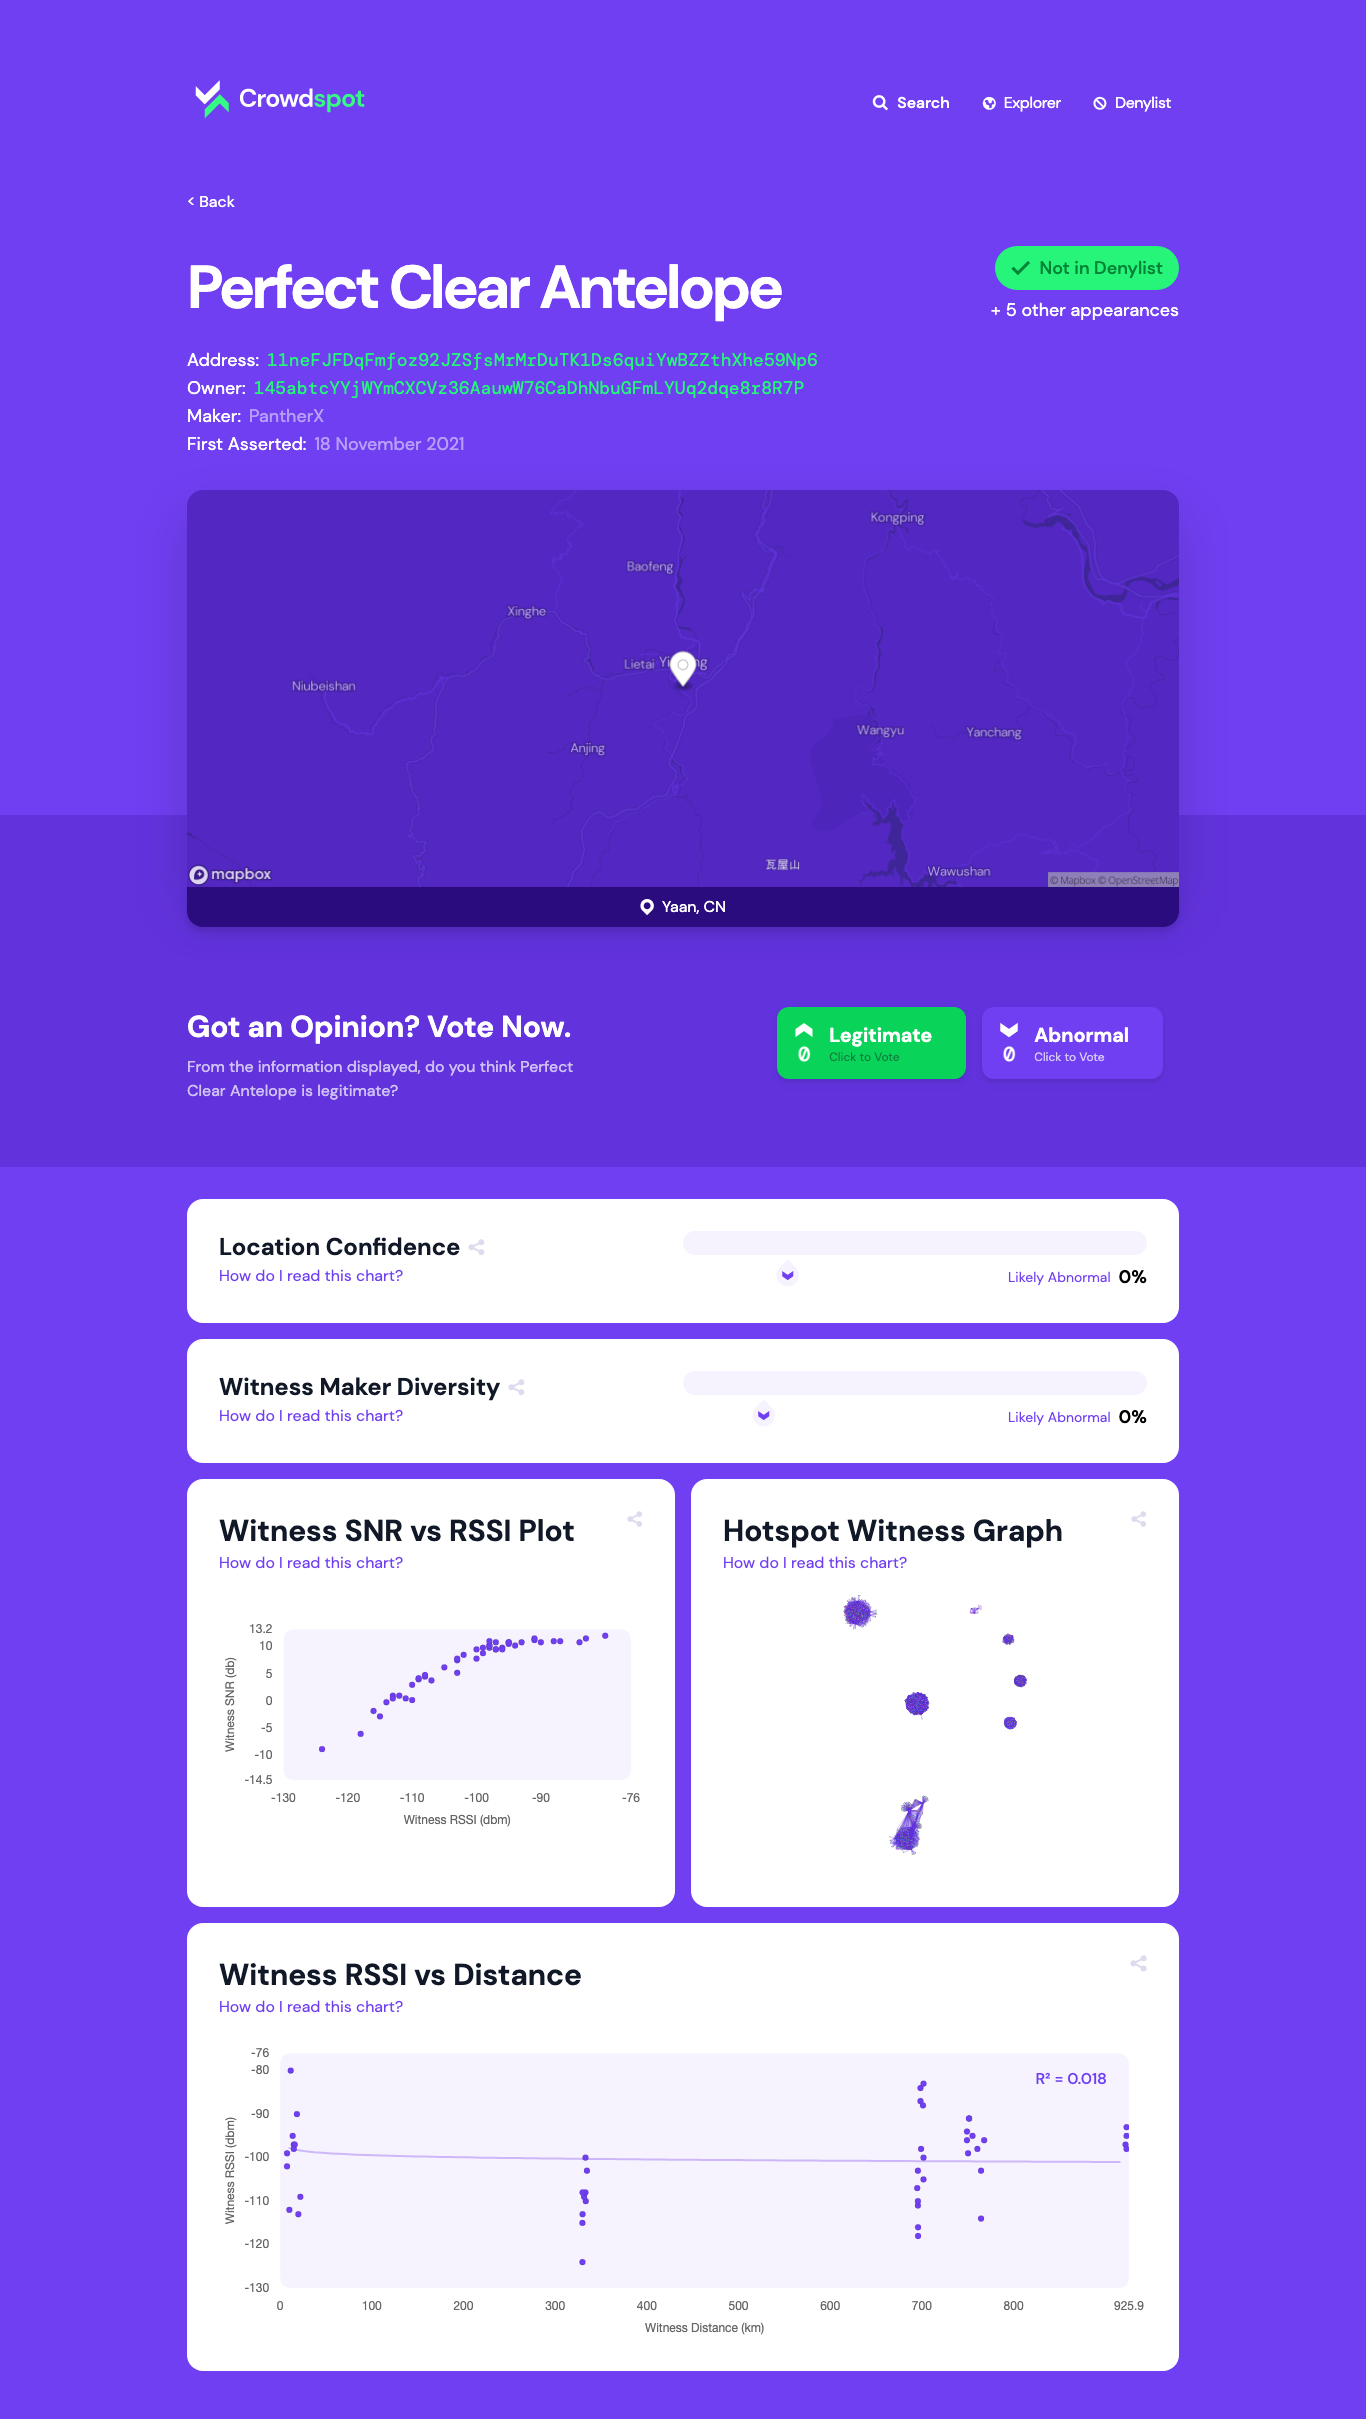 Crowdspot
Search Explorer Denylist
< Back
Perfect Clear Antelope
Not in Denylist
+ 5 other appearances
Address: 11neFJFDqFmfoz92JZSfsMrMrDuTK1Ds6quiYwBZZthXhe59Np6
Owner: 145abtcYYjWYmCXCVz36AauwW76CaDhNbuGFmLYUq2dqe8r8R7P
Maker: PantherX
First Asserted: 18 November 2021
Kongping
Baofeng
Xinghe
Lietai
Niubeishan
Wangyu
Yanchang
Anjing
瓦屋山
Wawushan
mapbox
© Mapbox © OpenStreetMap
Yaan, CN
Got an Opinion? Vote Now.
From the information displayed, do you think Perfect
Clear Antelope is legitimate?
Legitimate
0 Click to Vote
Abnormal
0 Click to Vote
Location Confidence
How do I read this chart?
Likely Abnormal 0%
Witness Maker Diversity
How do I read this chart?
Likely Abnormal 0%
Witness SNR vs RSSI Plot
How do I read this chart?
13.2
10
5
0
-5
-10
-14.5
Witness SNR (db)
-130 -120 -110 -100 -90 -76
Witness RSSI (dbm)
Hotspot Witness Graph
How do I read this chart?
Witness RSSI vs Distance
How do I read this chart?
-76
-80
-90
-100
-110
-120
-130
Witness RSSI (dbm)
R² = 0.018
0 100 200 300 400 500 600 700 800 925.9
Witness Distance (km)